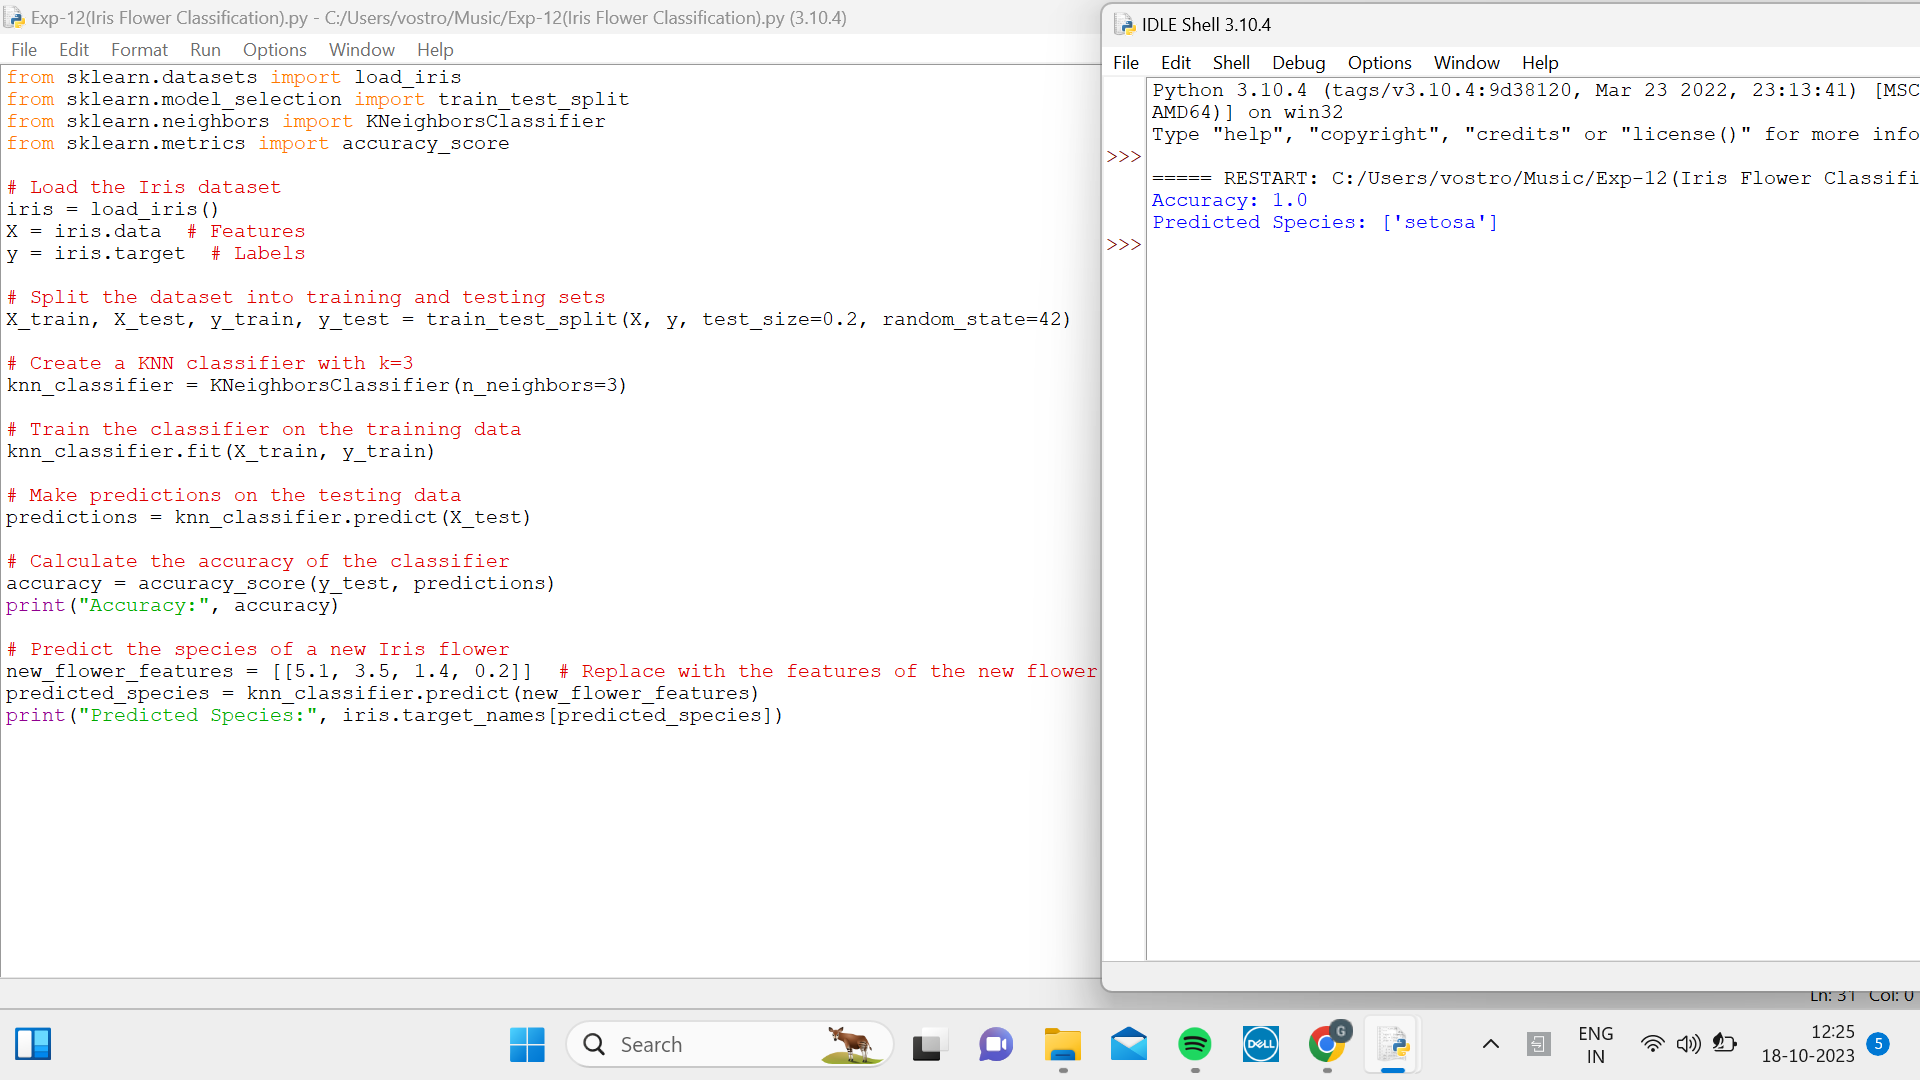 Exp-12(Iris Flower Classification).py - C:/Users/vostro/Music/Exp-12(Iris Flower Classification).py (3.10.4)
File Edit Format Run Options Window Help
from sklearn.datasets import load_iris
from sklearn.model_selection import train_test_split
from sklearn.neighbors import KNeighborsClassifier
from sklearn.metrics import accuracy_score
# Load the Iris dataset
iris = load_iris()
X = iris.data  # Features
y = iris.target  # Labels
# Split the dataset into training and testing sets
X_train, X_test, y_train, y_test = train_test_split(X, y, test_size=0.2, random_state=42)
# Create a KNN classifier with k=3
knn_classifier = KNeighborsClassifier(n_neighbors=3)
# Train the classifier on the training data
knn_classifier.fit(X_train, y_train)
# Make predictions on the testing data
predictions = knn_classifier.predict(X_test)
# Calculate the accuracy of the classifier
accuracy = accuracy_score(y_test, predictions)
print("Accuracy:", accuracy)
# Predict the species of a new Iris flower
new_flower_features = [[5.1, 3.5, 1.4, 0.2]]  # Replace with the features of the new flower
predicted_species = knn_classifier.predict(new_flower_features)
print("Predicted Species:", iris.target_names[predicted_species])
IDLE Shell 3.10.4
File Edit Shell Debug Options Window Help
Python 3.10.4 (tags/v3.10.4:9d38120, Mar 23 2022, 23:13:41) [MSC
AMD64)] on win32
Type "help", "copyright", "credits" or "license()" for more info
>>>
===== RESTART: C:/Users/vostro/Music/Exp-12(Iris Flower Classifi
Accuracy: 1.0
Predicted Species: ['setosa']
>>>
Ln: 31 Col: 0
Search
DELL
G
ENG
IN
12:25
18-10-2023
5